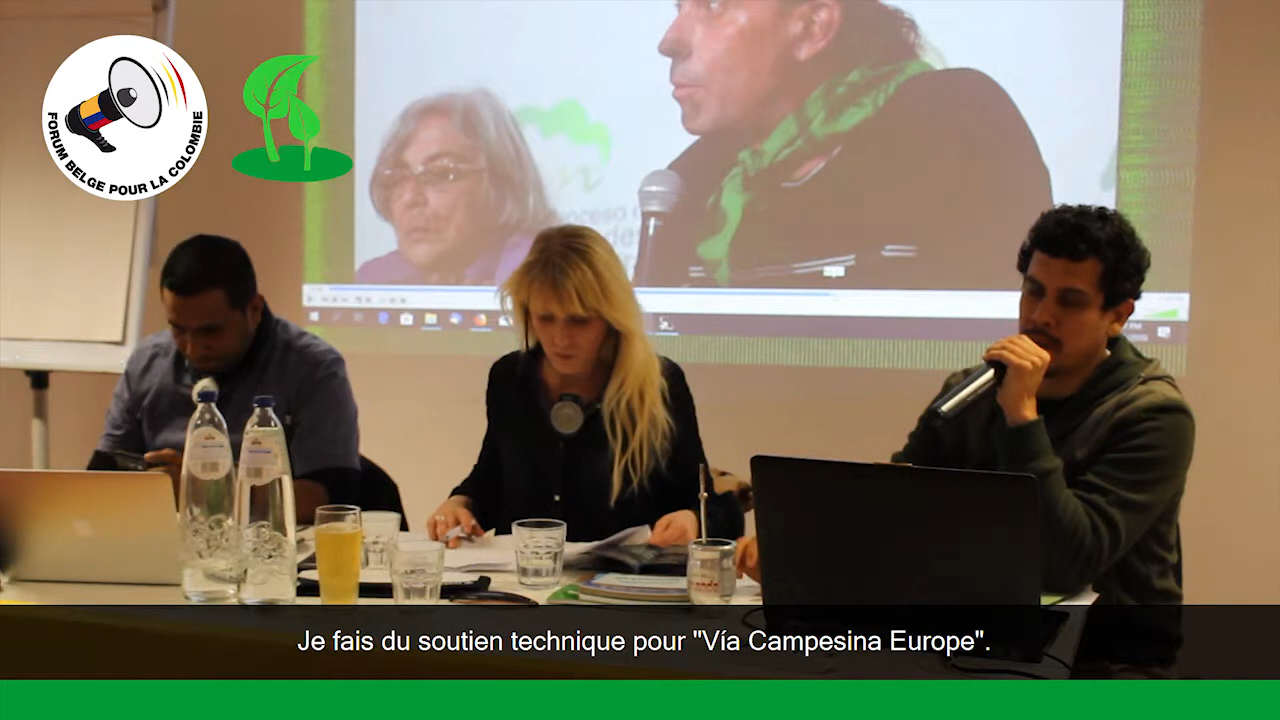 FORUM BELGE POUR LA COLOMBIE
Je fais du soutien technique pour "Vía Campesina Europe".